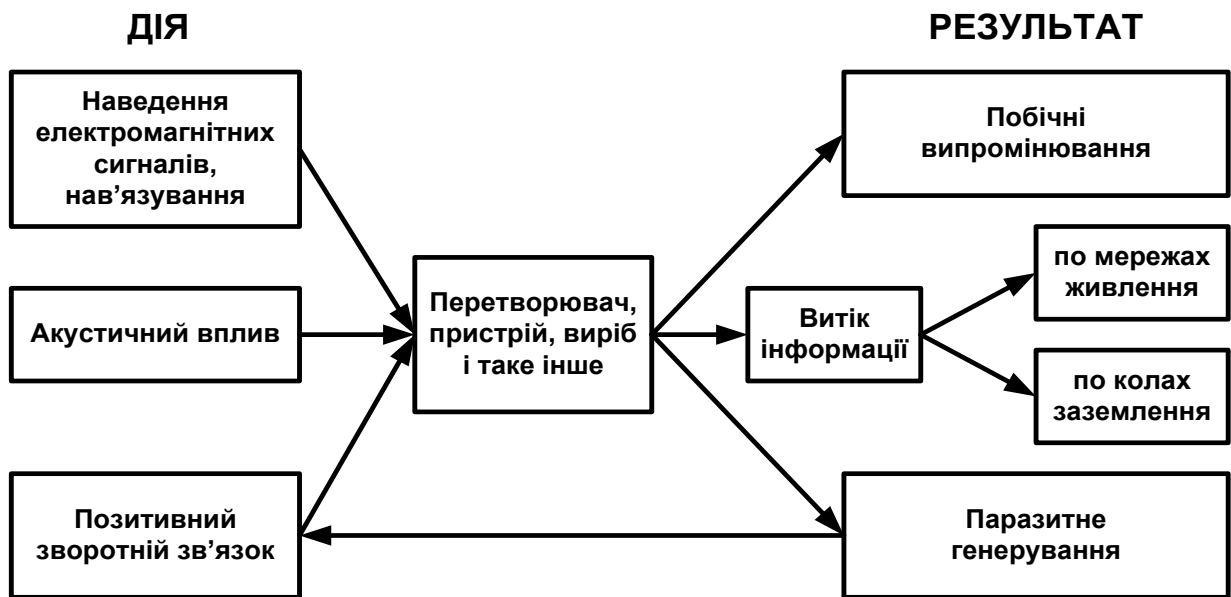 ДІЯ
РЕЗУЛЬТАТ
Наведення
електромагнітних
сигналів,
нав’язування
Акустичний вплив
Позитивний
зворотній зв’язок
Перетворювач,
пристрій, виріб
і таке інше
Побічні
випромінювання
Витік
інформації
по мережах
живлення
по колах
заземлення
Паразитне
генерування